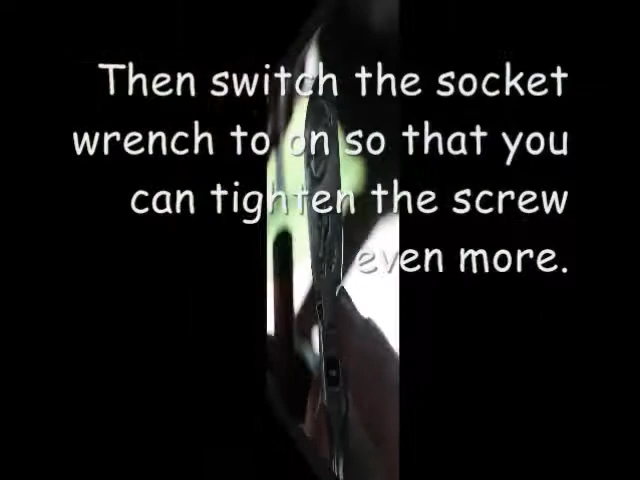 Then switch the socket
wrench to on so that you
can tighten the screw
even more.